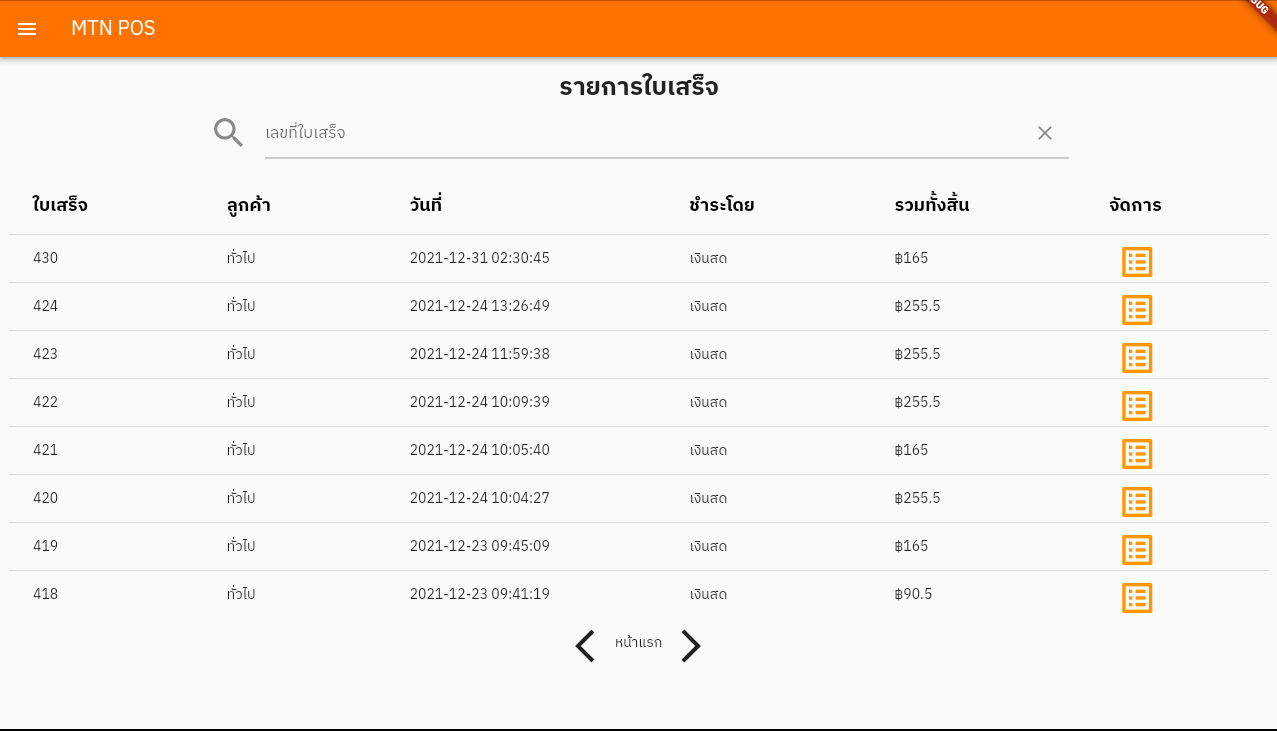 MTN POS
รายการใบเสร็จ
เลขที่ใบเสร็จ
ใบเสร็จ ลูกค้า วันที่ ชำระโดย รวมทั้งสิ้น จัดการ
430 ทั่วไป 2021-12-31 02:30:45 เงินสด ฿165
424 ทั่วไป 2021-12-24 13:26:49 เงินสด ฿255.5
423 ทั่วไป 2021-12-24 11:59:38 เงินสด ฿255.5
422 ทั่วไป 2021-12-24 10:09:39 เงินสด ฿255.5
421 ทั่วไป 2021-12-24 10:05:40 เงินสด ฿165
420 ทั่วไป 2021-12-24 10:04:27 เงินสด ฿255.5
419 ทั่วไป 2021-12-23 09:45:09 เงินสด ฿165
418 ทั่วไป 2021-12-23 09:41:19 เงินสด ฿90.5
หน้าแรก